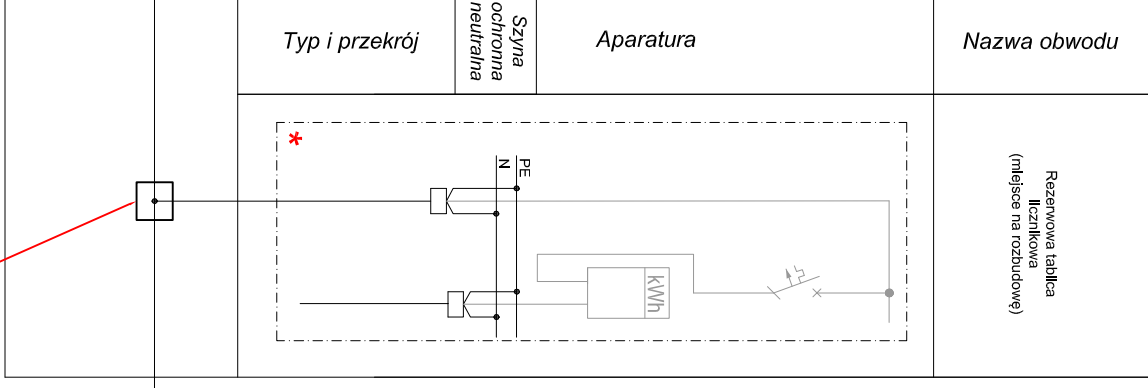 Typ i przekrój
Szyna
ochronna
neutralna
Aparatura
Nazwa obwodu
*
PE
N
kWh
Rezerwowa tablica
licznikowa
(miejsce na rozbudowę)